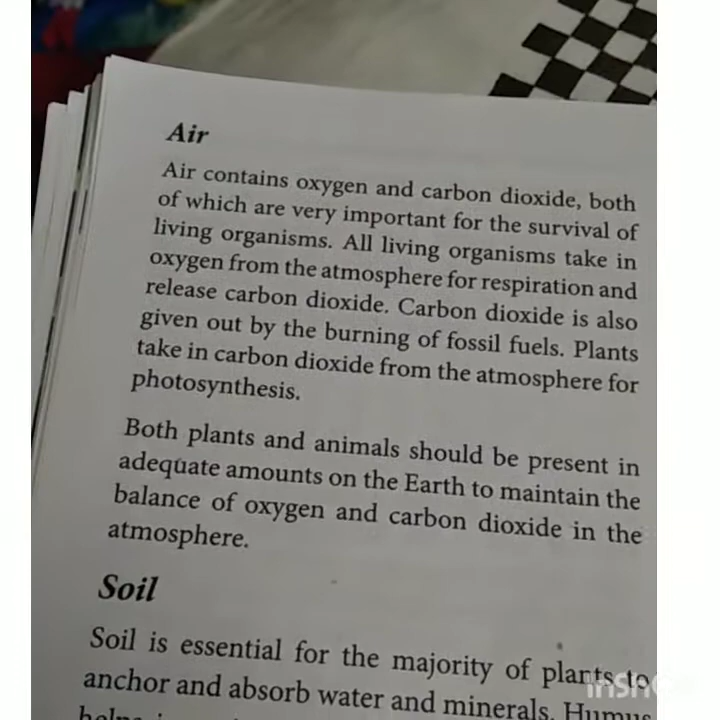 Air
Air contains oxygen and carbon dioxide, both
of which are very important for the survival of
living organisms. All living organisms take in
oxygen from the atmosphere for respiration and
release carbon dioxide. Carbon dioxide is also
given out by the burning of fossil fuels. Plants
take in carbon dioxide from the atmosphere for
photosynthesis.
Both plants and animals should be present in
adequate amounts on the Earth to maintain the
balance of oxygen and carbon dioxide in the
atmosphere.
Soil
Soil is essential for the majority of plants to
anchor and absorb water and minerals. Humus